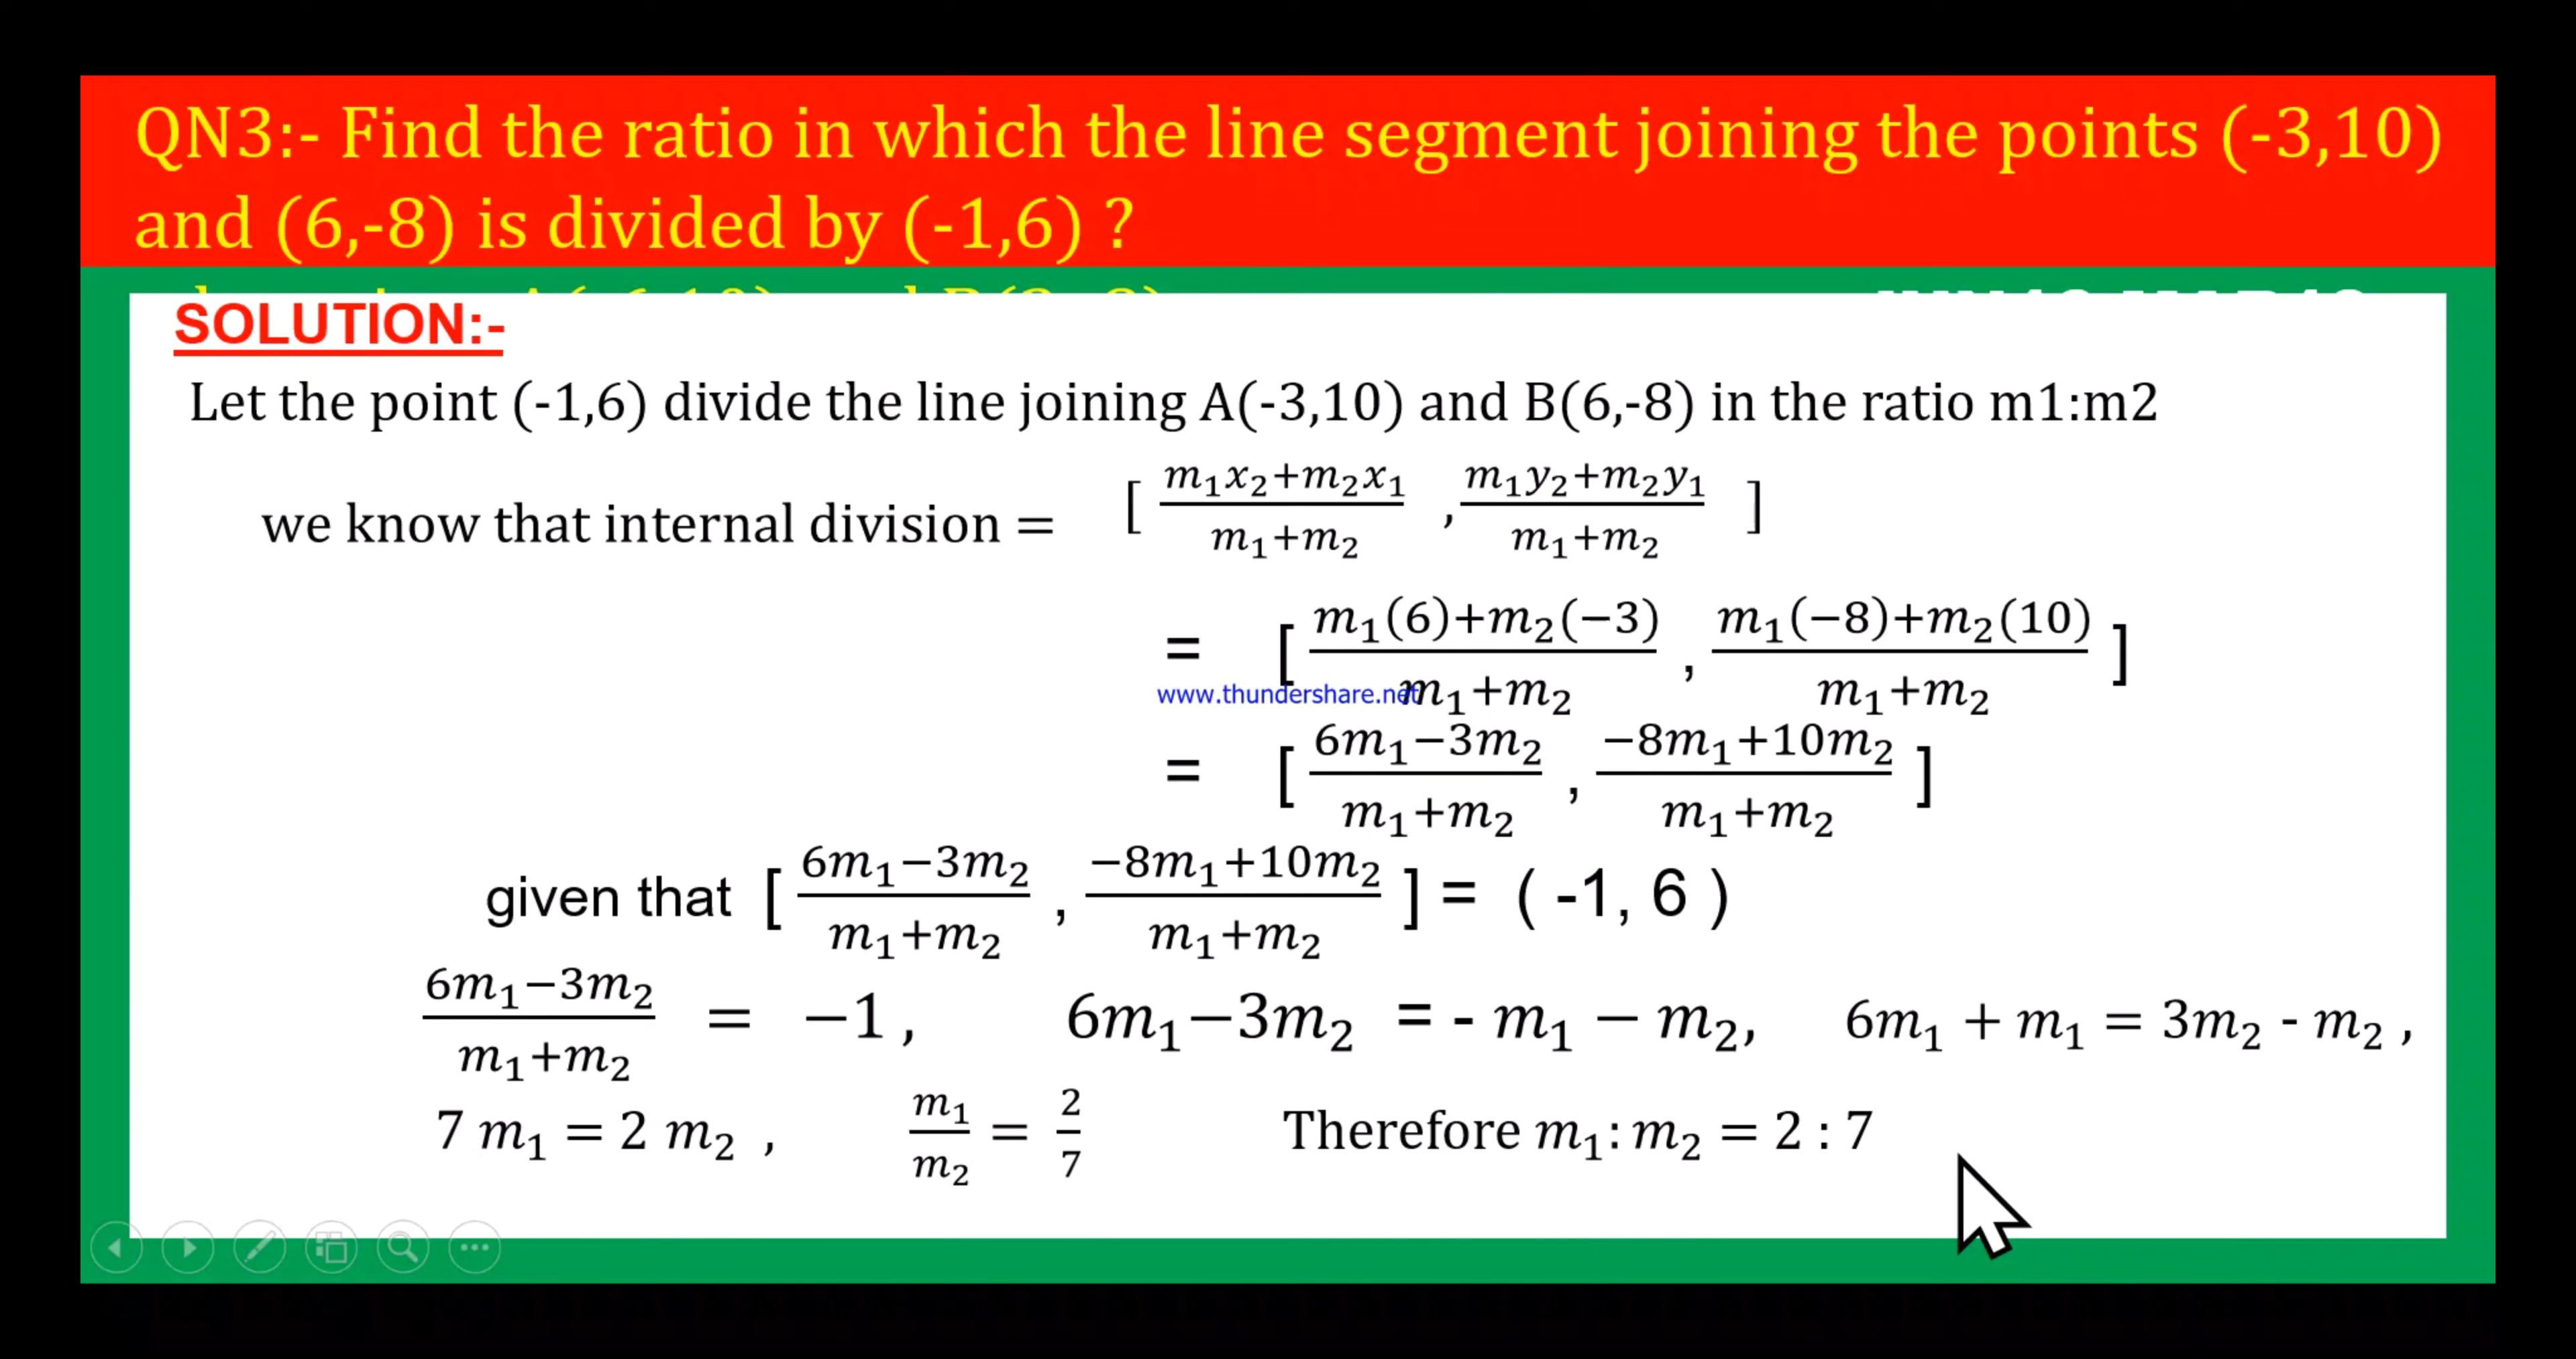 QN3:- Find the ratio in which the line segment joining the points (-3,10)
and (6,-8) is divided by (-1,6) ?
SOLUTION:-
Let the point (-1,6) divide the line joining A(-3,10) and B(6,-8) in the ratio m1:m2
we know that internal division = [ (m₁x₂+m₂x₁)/(m₁+m₂) , (m₁y₂+m₂y₁)/(m₁+m₂) ]
= [ (m₁(6)+m₂(−3))/(m₁+m₂) , (m₁(−8)+m₂(10))/(m₁+m₂) ]
www.thundershare.net
= [ (6m₁−3m₂)/(m₁+m₂) , (−8m₁+10m₂)/(m₁+m₂) ]
given that [ (6m₁−3m₂)/(m₁+m₂) , (−8m₁+10m₂)/(m₁+m₂) ] = ( -1, 6 )
(6m₁−3m₂)/(m₁+m₂) = −1 , 6m₁−3m₂ = - m₁ − m₂, 6m₁ + m₁ = 3m₂ - m₂ ,
7 m₁ = 2 m₂ , m₁/m₂ = 2/7 Therefore m₁: m₂ = 2 : 7